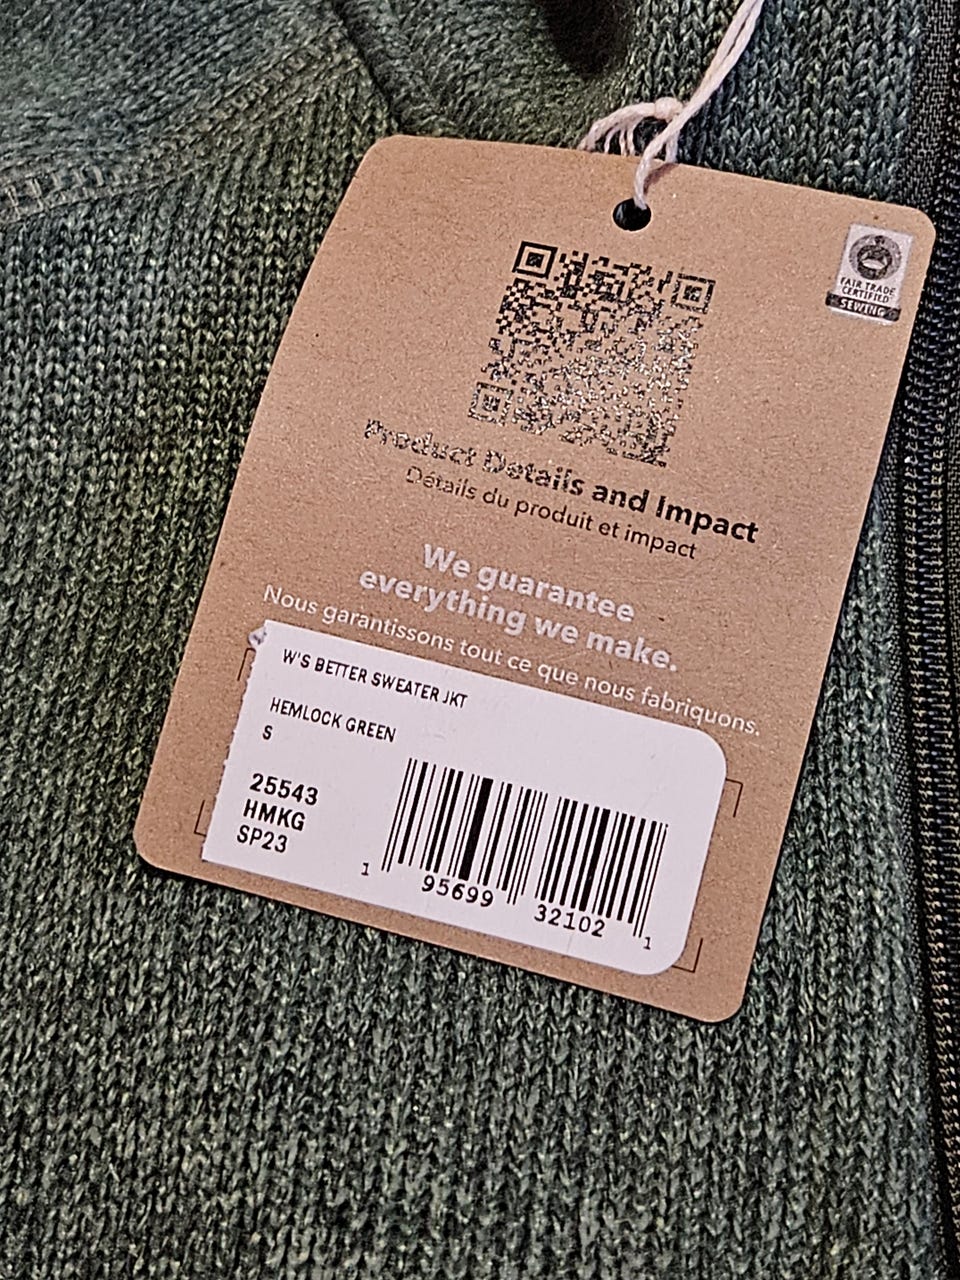 FAIR TRADE
CERTIFIED
SEWING
Product Details and Impact
Détails du produit et impact
We guarantee
everything we make.
Nous garantissons tout ce que nous fabriquons.
W'S BETTER SWEATER JKT
HEMLOCK GREEN
S
25543
HMKG
SP23
1 95699 32102 1